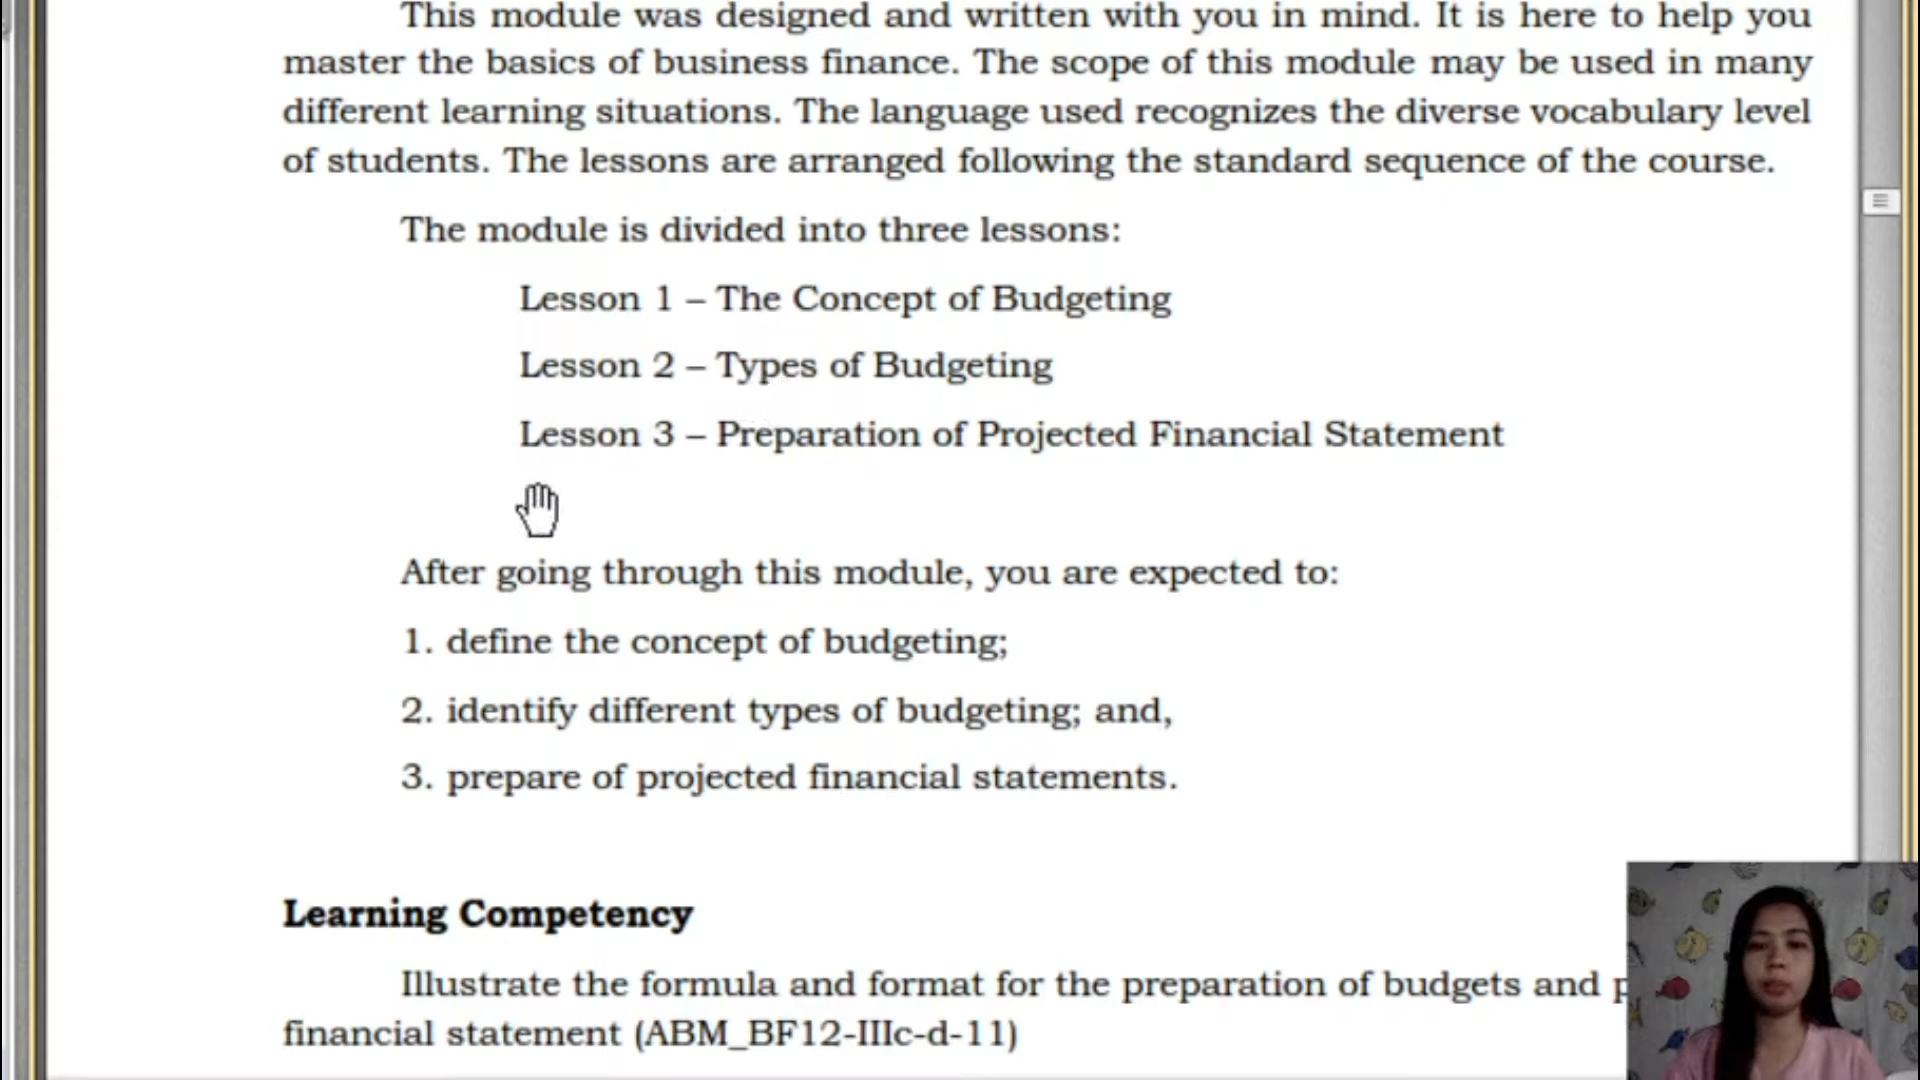 This module was designed and written with you in mind. It is here to help you
master the basics of business finance. The scope of this module may be used in many
different learning situations. The language used recognizes the diverse vocabulary level
of students. The lessons are arranged following the standard sequence of the course.
The module is divided into three lessons:
Lesson 1 – The Concept of Budgeting
Lesson 2 – Types of Budgeting
Lesson 3 – Preparation of Projected Financial Statement
After going through this module, you are expected to:
1. define the concept of budgeting;
2. identify different types of budgeting; and,
3. prepare of projected financial statements.
Learning Competency
Illustrate the formula and format for the preparation of budgets and
financial statement (ABM_BF12-IIIc-d-11)